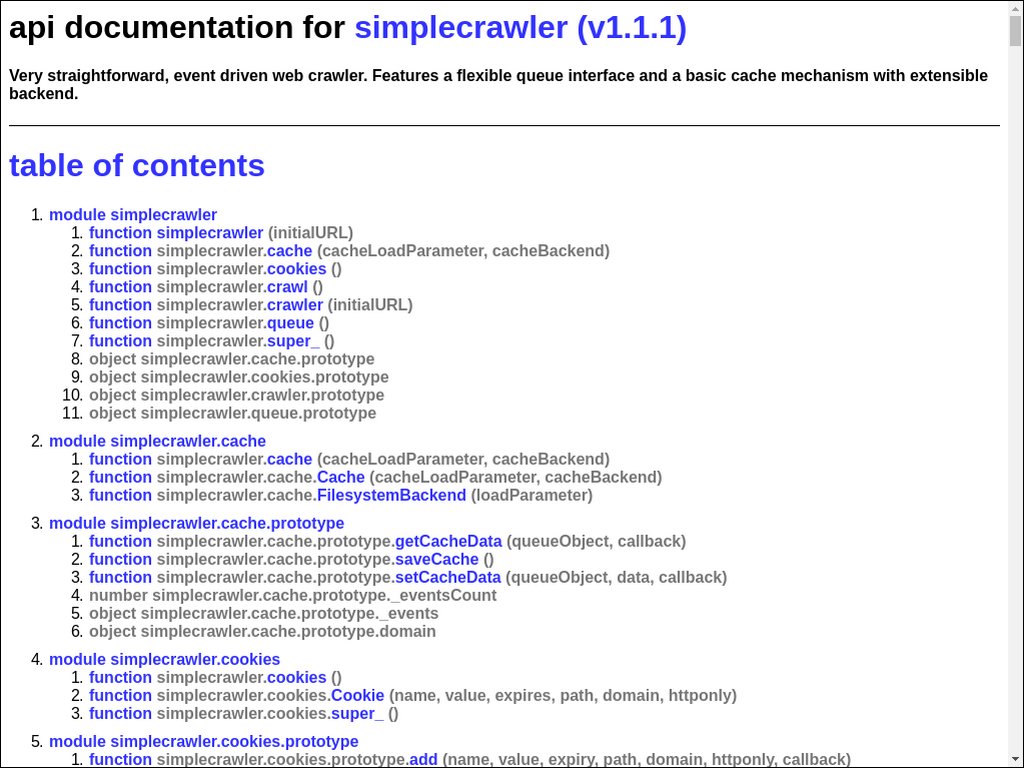 api documentation for simplecrawler (v1.1.1)
Very straightforward, event driven web crawler. Features a flexible queue interface and a basic cache mechanism with extensible
backend.
table of contents
1. module simplecrawler
1. function simplecrawler (initialURL)
2. function simplecrawler.cache (cacheLoadParameter, cacheBackend)
3. function simplecrawler.cookies ()
4. function simplecrawler.crawl ()
5. function simplecrawler.crawler (initialURL)
6. function simplecrawler.queue ()
7. function simplecrawler.super_ ()
8. object simplecrawler.cache.prototype
9. object simplecrawler.cookies.prototype
10. object simplecrawler.crawler.prototype
11. object simplecrawler.queue.prototype
2. module simplecrawler.cache
1. function simplecrawler.cache (cacheLoadParameter, cacheBackend)
2. function simplecrawler.cache.Cache (cacheLoadParameter, cacheBackend)
3. function simplecrawler.cache.FilesystemBackend (loadParameter)
3. module simplecrawler.cache.prototype
1. function simplecrawler.cache.prototype.getCacheData (queueObject, callback)
2. function simplecrawler.cache.prototype.saveCache ()
3. function simplecrawler.cache.prototype.setCacheData (queueObject, data, callback)
4. number simplecrawler.cache.prototype._eventsCount
5. object simplecrawler.cache.prototype._events
6. object simplecrawler.cache.prototype.domain
4. module simplecrawler.cookies
1. function simplecrawler.cookies ()
2. function simplecrawler.cookies.Cookie (name, value, expires, path, domain, httponly)
3. function simplecrawler.cookies.super_ ()
5. module simplecrawler.cookies.prototype
1. function simplecrawler.cookies.prototype.add (name, value, expiry, path, domain, httponly, callback)